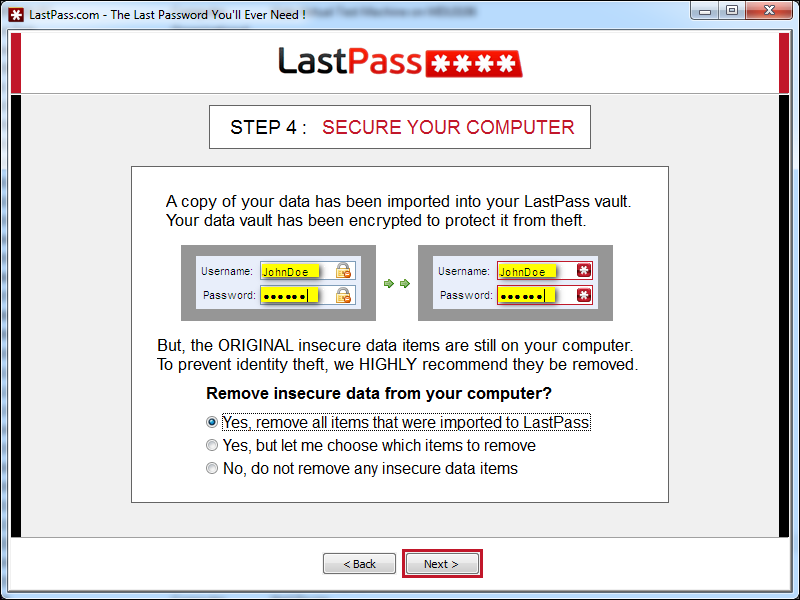 LastPass.com - The Last Password You'll Ever Need !
LastPass ****
STEP 4 : SECURE YOUR COMPUTER
A copy of your data has been imported into your LastPass vault.
Your data vault has been encrypted to protect it from theft.
Username: JohnDoe
Password: ••••••
Username: JohnDoe
Password: ••••••
But, the ORIGINAL insecure data items are still on your computer.
To prevent identity theft, we HIGHLY recommend they be removed.
Remove insecure data from your computer?
Yes, remove all items that were imported to LastPass
Yes, but let me choose which items to remove
No, do not remove any insecure data items
< Back
Next >